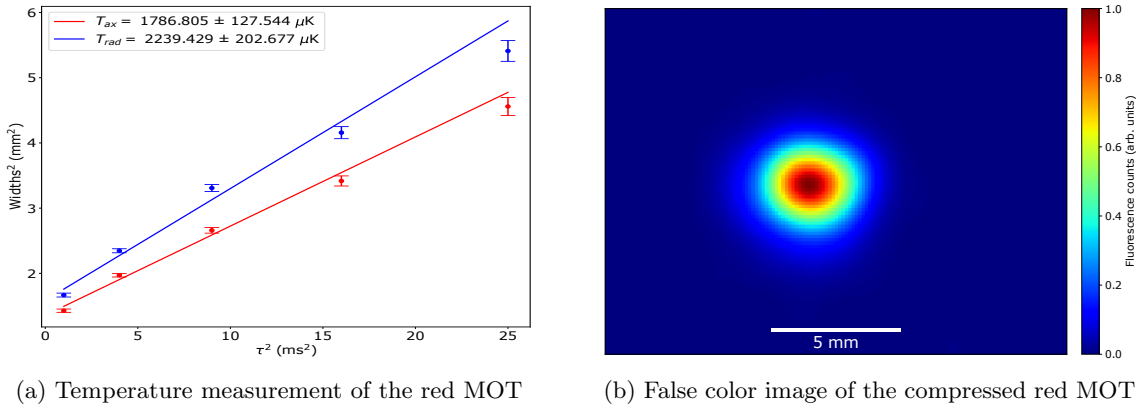 T_ax = 1786.805 ± 127.544 μK
T_rad = 2239.429 ± 202.677 μK
6
5
4
3
2
Widths² (mm²)
0 5 10 15 20 25
τ² (ms²)
(a) Temperature measurement of the red MOT
5 mm
1.0
0.8
0.6
0.4
0.2
0.0
Fluorescence counts (arb. units)
(b) False color image of the compressed red MOT